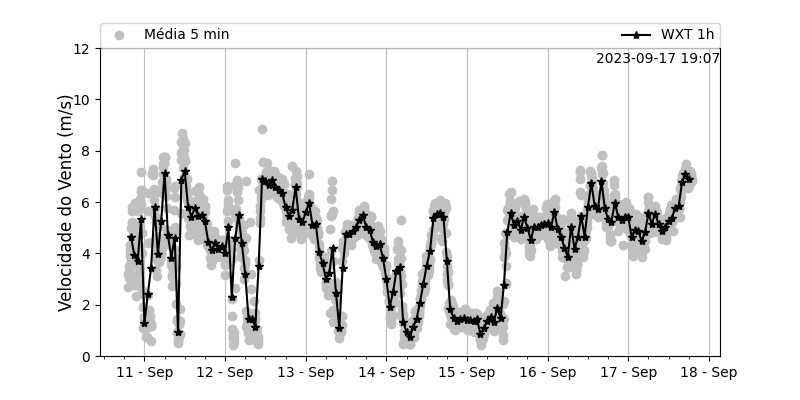 Média 5 min
WXT 1h
2023-09-17 19:07
Velocidade do Vento (m/s)
12
10
8
6
4
2
0
11 - Sep
12 - Sep
13 - Sep
14 - Sep
15 - Sep
16 - Sep
17 - Sep
18 - Sep